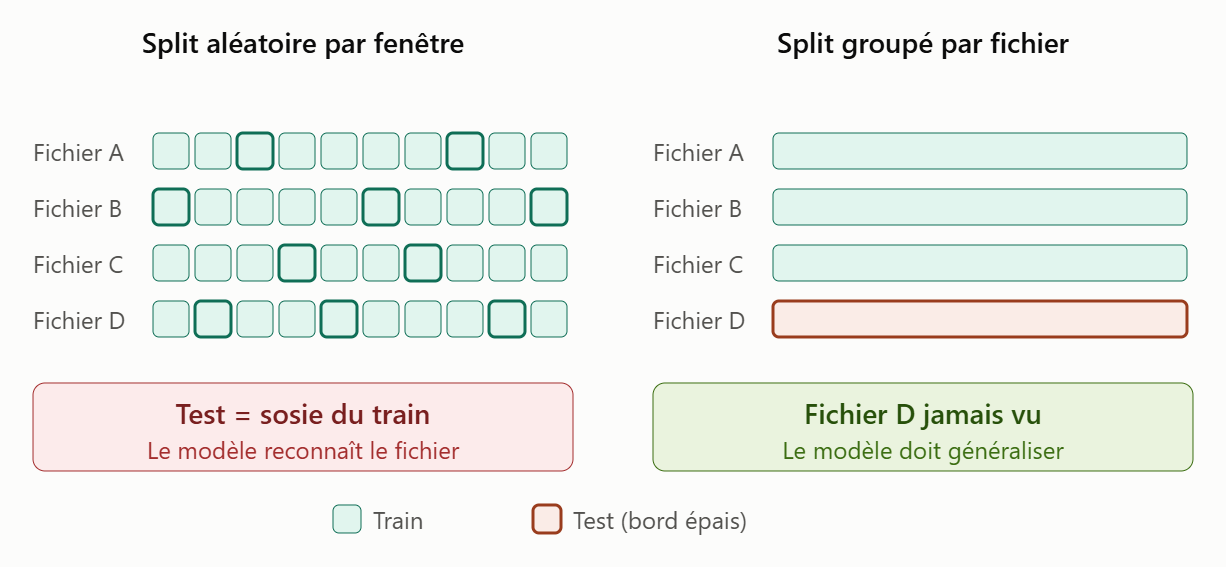 Split aléatoire par fenêtre
Fichier A
Fichier B
Fichier C
Fichier D
Test = sosie du train
Le modèle reconnaît le fichier
Split groupé par fichier
Fichier A
Fichier B
Fichier C
Fichier D
Fichier D jamais vu
Le modèle doit généraliser
Train
Test (bord épais)